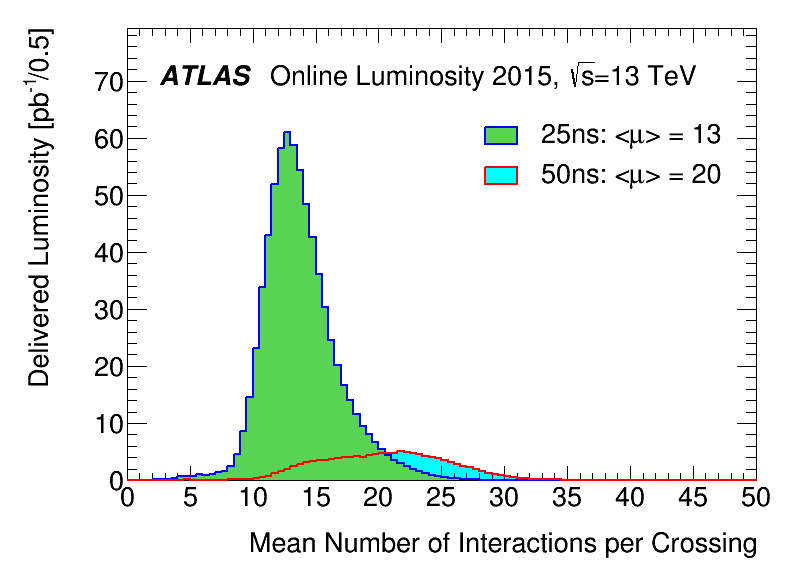 Delivered Luminosity [pb⁻¹/0.5]
ATLAS Online Luminosity 2015, √s=13 TeV
25ns: <μ> = 13
50ns: <μ> = 20
70
60
50
40
30
20
10
0
0 5 10 15 20 25 30 35 40 45 50
Mean Number of Interactions per Crossing